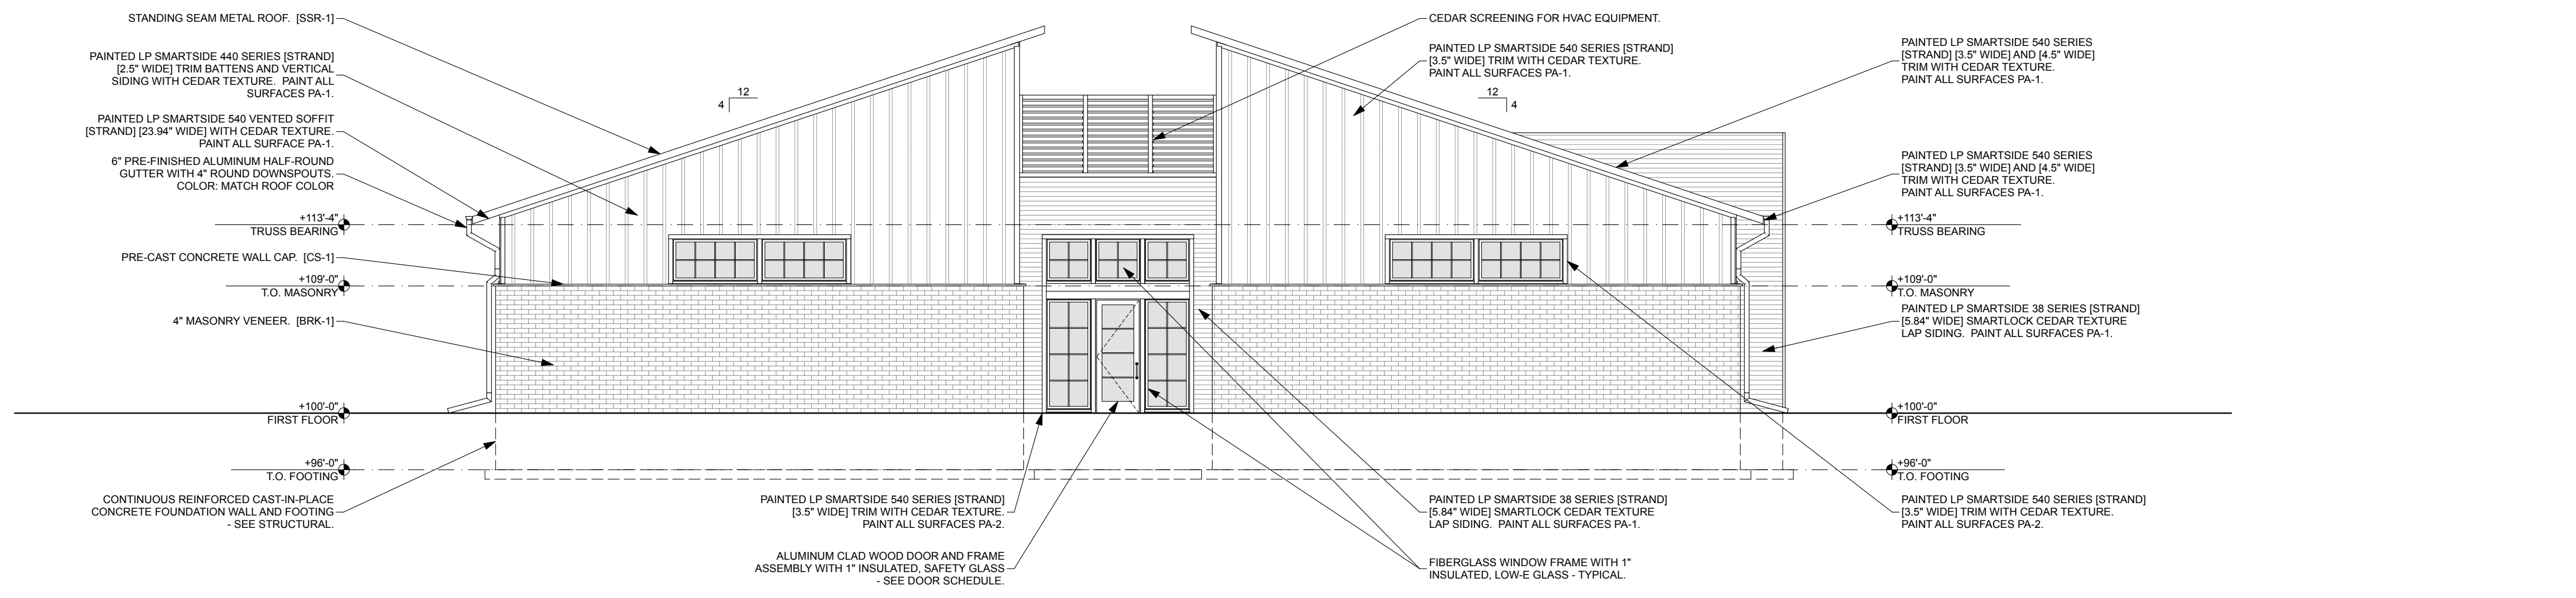 STANDING SEAM METAL ROOF.  [SSR-1]
PAINTED LP SMARTSIDE 440 SERIES [STRAND]
[2.5" WIDE] TRIM BATTENS AND VERTICAL
SIDING WITH CEDAR TEXTURE.  PAINT ALL
SURFACES PA-1.
PAINTED LP SMARTSIDE 540 VENTED SOFFIT
[STRAND] [23.94" WIDE] WITH CEDAR TEXTURE.
PAINT ALL SURFACE PA-1.
6" PRE-FINISHED ALUMINUM HALF-ROUND
GUTTER WITH 4" ROUND DOWNSPOUTS.
COLOR: MATCH ROOF COLOR
+113'-4"
TRUSS BEARING
PRE-CAST CONCRETE WALL CAP.  [CS-1]
+109'-0"
T.O. MASONRY
4" MASONRY VENEER.  [BRK-1]
+100'-0"
FIRST FLOOR
+96'-0"
T.O. FOOTING
CONTINUOUS REINFORCED CAST-IN-PLACE
CONCRETE FOUNDATION WALL AND FOOTING
- SEE STRUCTURAL.
12
4
PAINTED LP SMARTSIDE 540 SERIES [STRAND]
[3.5" WIDE] TRIM WITH CEDAR TEXTURE.
PAINT ALL SURFACES PA-2.
ALUMINUM CLAD WOOD DOOR AND FRAME
ASSEMBLY WITH 1" INSULATED, SAFETY GLASS
- SEE DOOR SCHEDULE.
CEDAR SCREENING FOR HVAC EQUIPMENT.
PAINTED LP SMARTSIDE 540 SERIES [STRAND]
[3.5" WIDE] TRIM WITH CEDAR TEXTURE.
PAINT ALL SURFACES PA-1.
12
4
PAINTED LP SMARTSIDE 38 SERIES [STRAND]
[5.84" WIDE] SMARTLOCK CEDAR TEXTURE
LAP SIDING.  PAINT ALL SURFACES PA-1.
FIBERGLASS WINDOW FRAME WITH 1"
INSULATED, LOW-E GLASS - TYPICAL.
PAINTED LP SMARTSIDE 540 SERIES
[STRAND] [3.5" WIDE] AND [4.5" WIDE]
TRIM WITH CEDAR TEXTURE.
PAINT ALL SURFACES PA-1.
PAINTED LP SMARTSIDE 540 SERIES
[STRAND] [3.5" WIDE] AND [4.5" WIDE]
TRIM WITH CEDAR TEXTURE.
PAINT ALL SURFACES PA-1.
+113'-4"
TRUSS BEARING
+109'-0"
T.O. MASONRY
PAINTED LP SMARTSIDE 38 SERIES [STRAND]
[5.84" WIDE] SMARTLOCK CEDAR TEXTURE
LAP SIDING.  PAINT ALL SURFACES PA-1.
+100'-0"
FIRST FLOOR
+96'-0"
T.O. FOOTING
PAINTED LP SMARTSIDE 540 SERIES [STRAND]
[3.5" WIDE] TRIM WITH CEDAR TEXTURE.
PAINT ALL SURFACES PA-2.